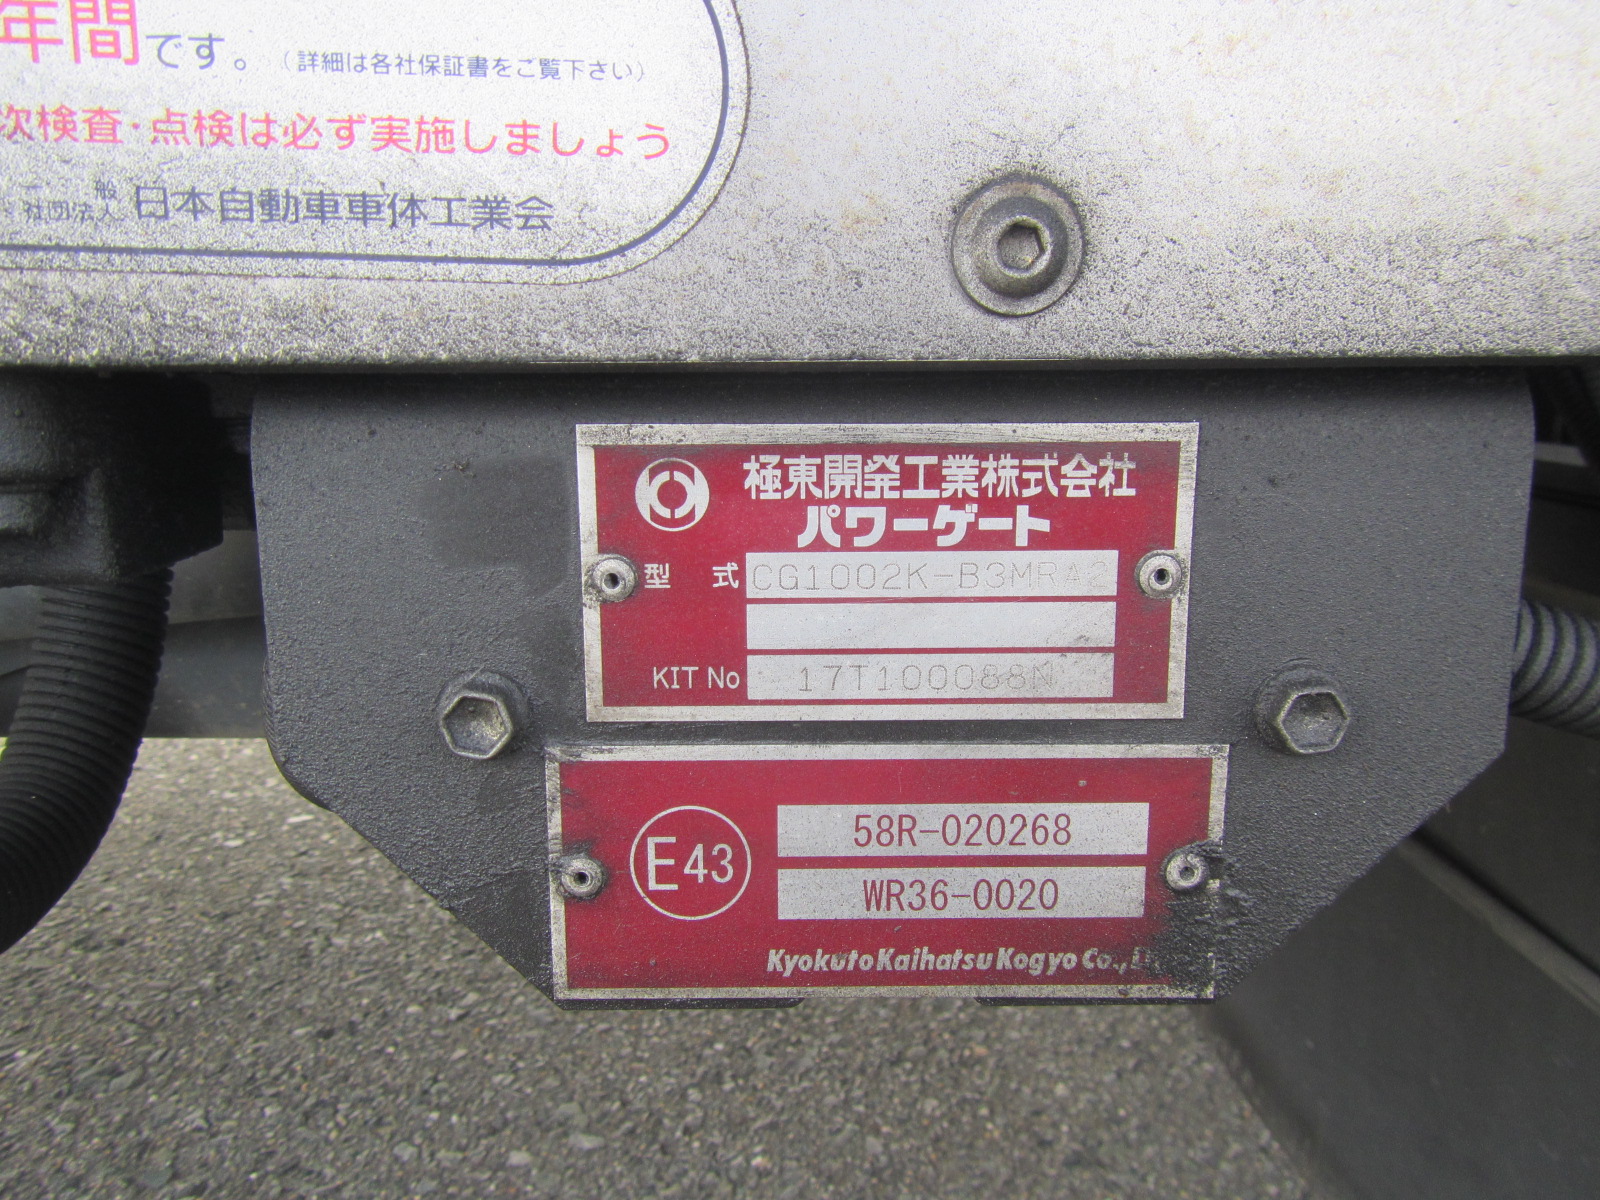 年間です。(詳細は各社保証書をご覧下さい)
次検査・点検は必ず実施しましょう
一般社団法人 日本自動車車体工業会
極東開発工業株式会社
パワーゲート
型 式 CG1002K-B3MRA2
KIT No 17T100088N
E43
58R-020268
WR36-0020
Kyokuto Kaihatsu Kogyo Co.,